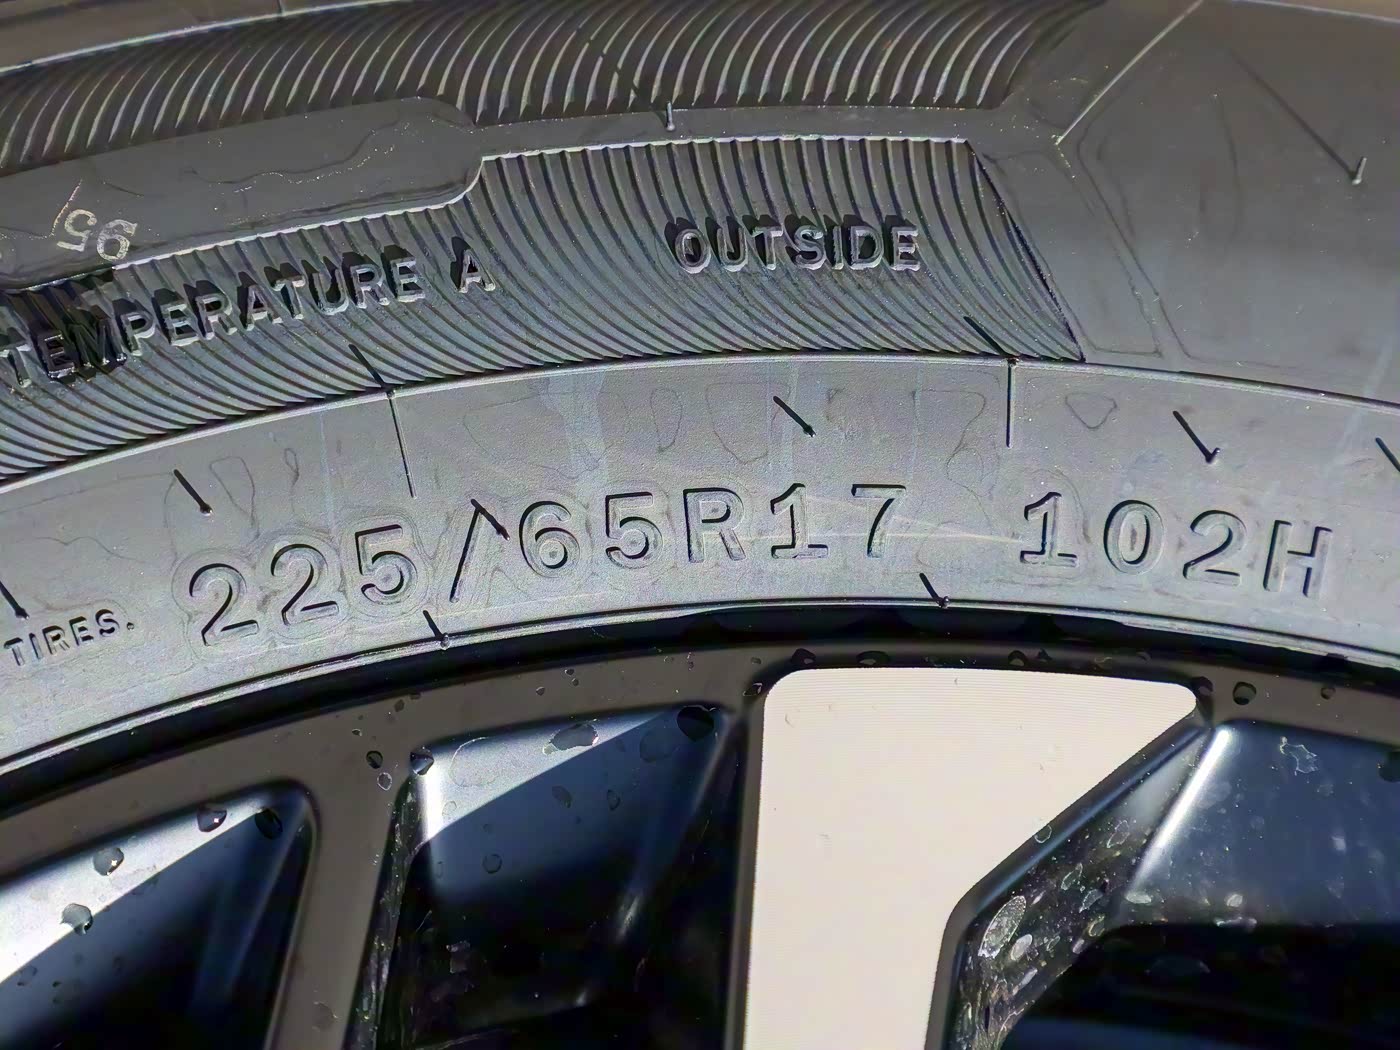 95
TEMPERATURE A
OUTSIDE
TIRES.
225/65R17 102H